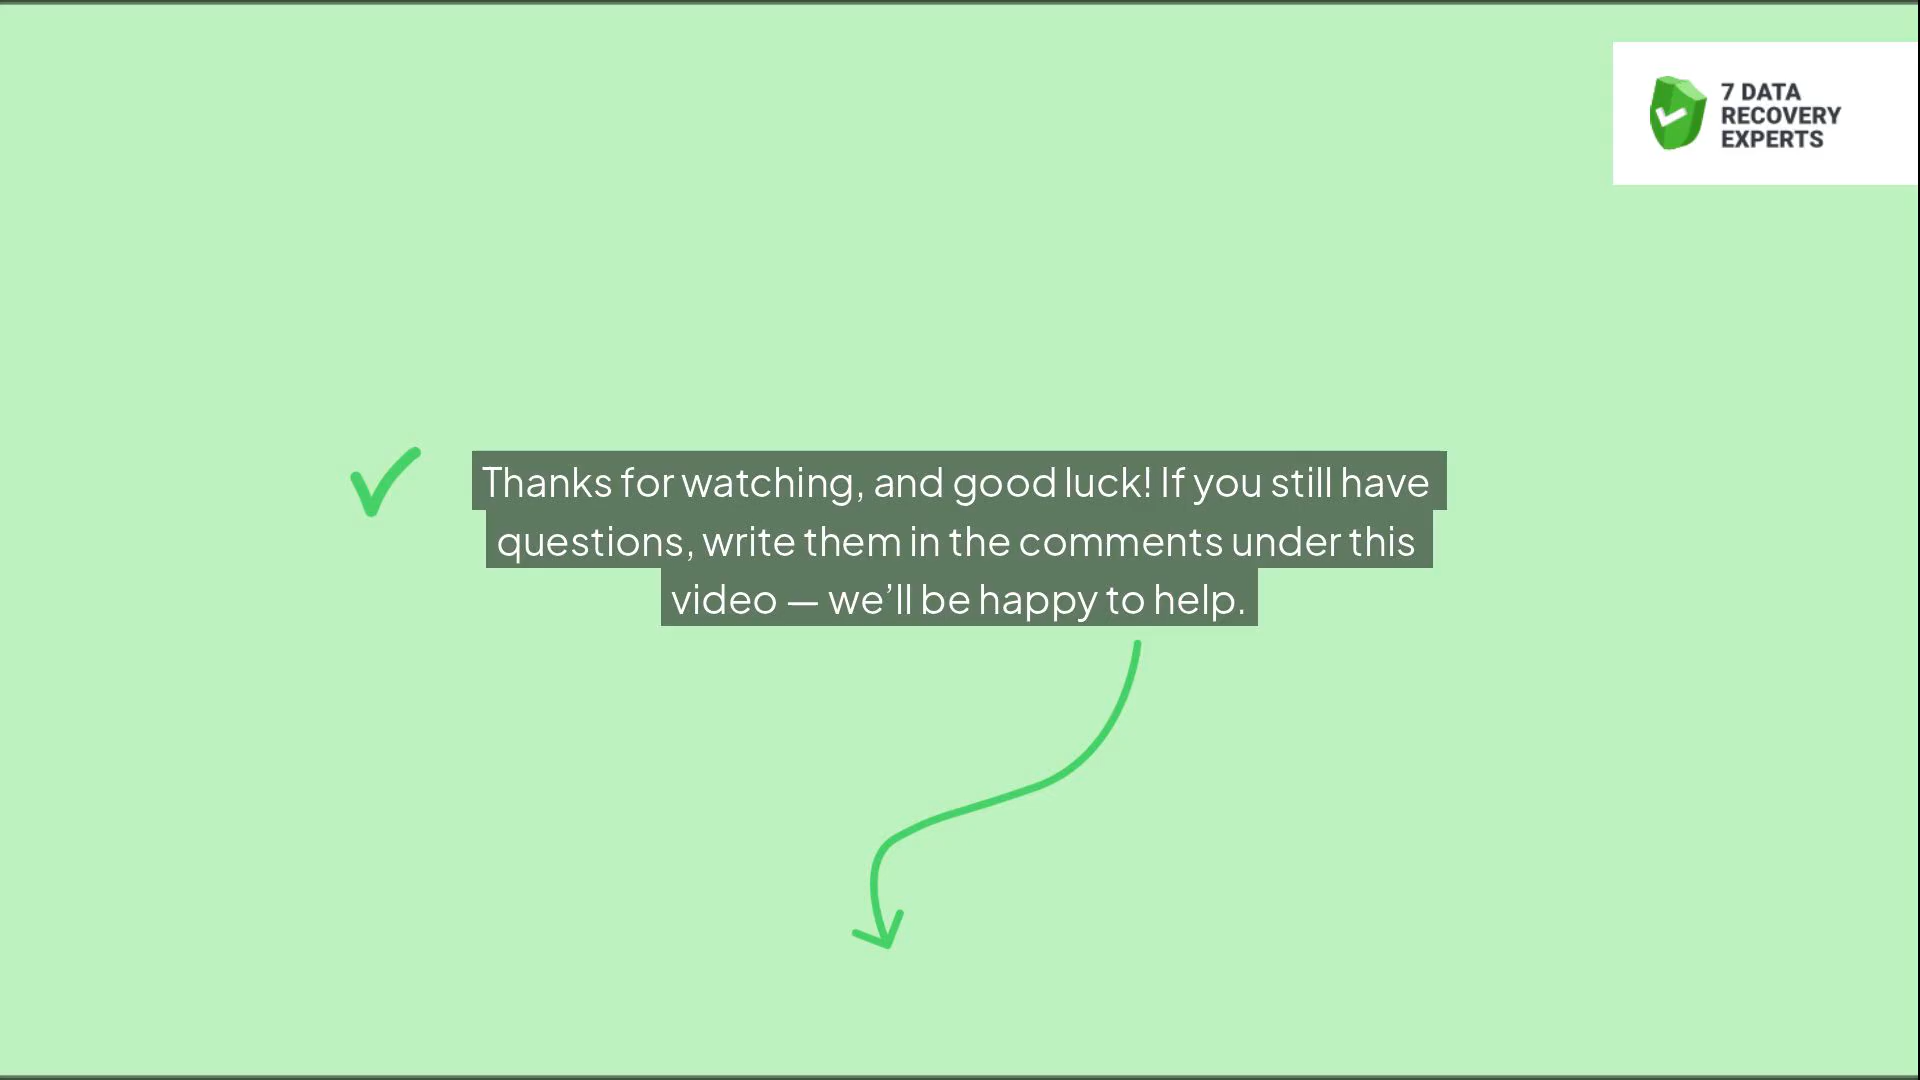 7 DATA
RECOVERY
EXPERTS
Thanks for watching, and good luck! If you still have
questions, write them in the comments under this
video — we’ll be happy to help.